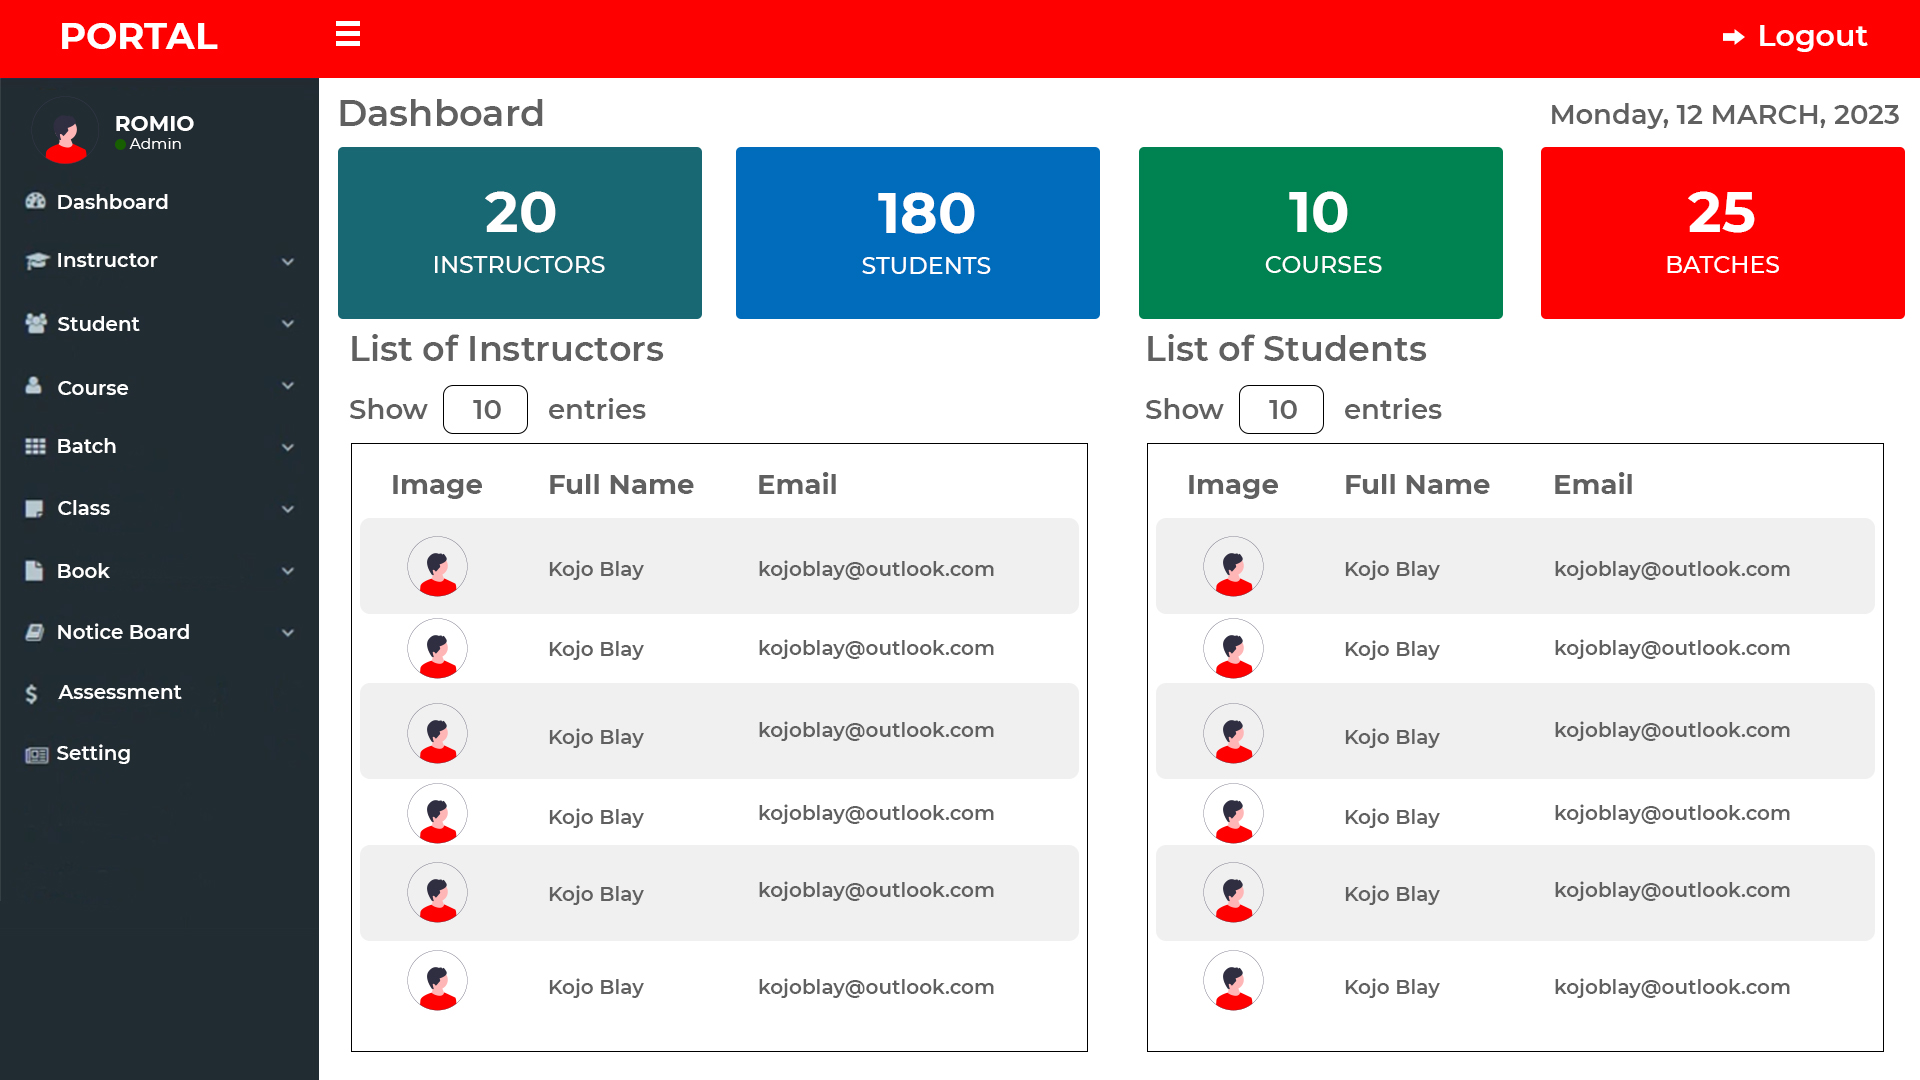 PORTAL
Logout
ROMIO
Admin
Dashboard
Instructor
Student
Course
Batch
Class
Book
Notice Board
Assessment
Setting
Dashboard
Monday, 12 MARCH, 2023
20
INSTRUCTORS
180
STUDENTS
10
COURSES
25
BATCHES
List of Instructors
Show 10 entries
Image Full Name Email
Kojo Blay kojoblay@outlook.com
Kojo Blay kojoblay@outlook.com
Kojo Blay kojoblay@outlook.com
Kojo Blay kojoblay@outlook.com
Kojo Blay kojoblay@outlook.com
Kojo Blay kojoblay@outlook.com
List of Students
Show 10 entries
Image Full Name Email
Kojo Blay kojoblay@outlook.com
Kojo Blay kojoblay@outlook.com
Kojo Blay kojoblay@outlook.com
Kojo Blay kojoblay@outlook.com
Kojo Blay kojoblay@outlook.com
Kojo Blay kojoblay@outlook.com